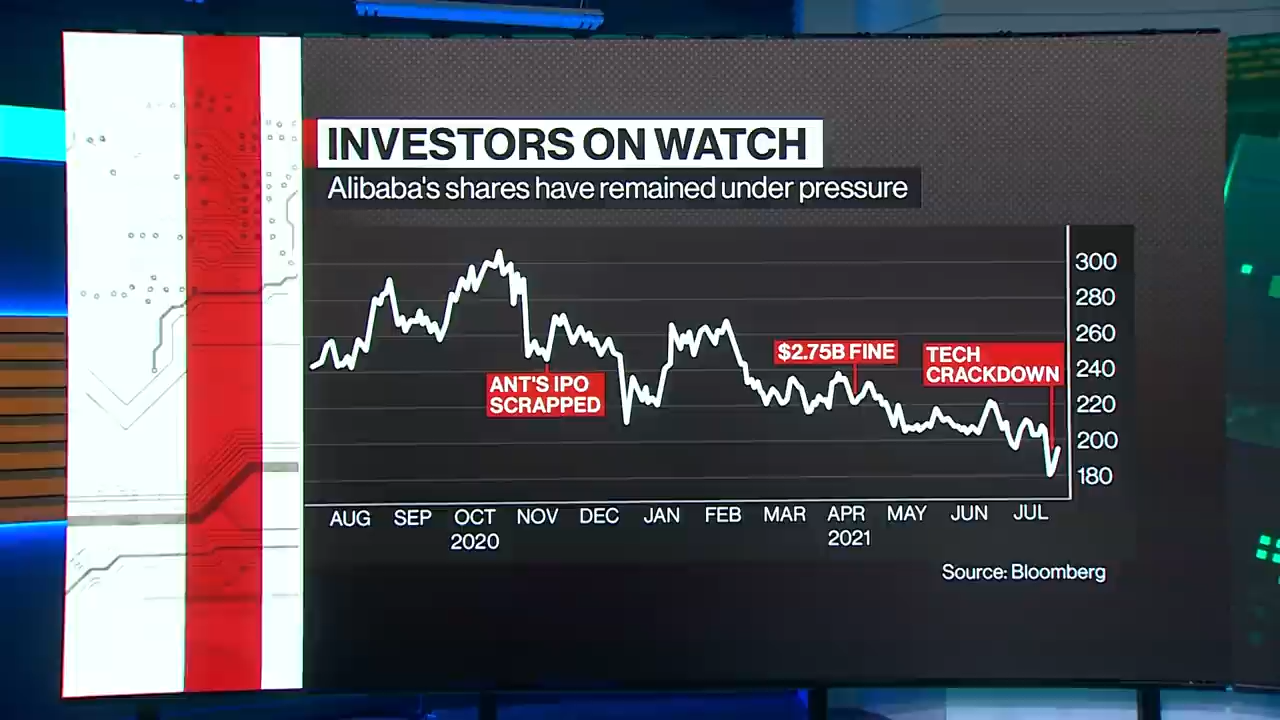 INVESTORS ON WATCH
Alibaba's shares have remained under pressure
300
280
260
240
220
200
180
ANT'S IPO
SCRAPPED
$2.75B FINE
TECH
CRACKDOWN
AUG SEP OCT NOV DEC JAN FEB MAR APR MAY JUN JUL
2020 2021
Source: Bloomberg